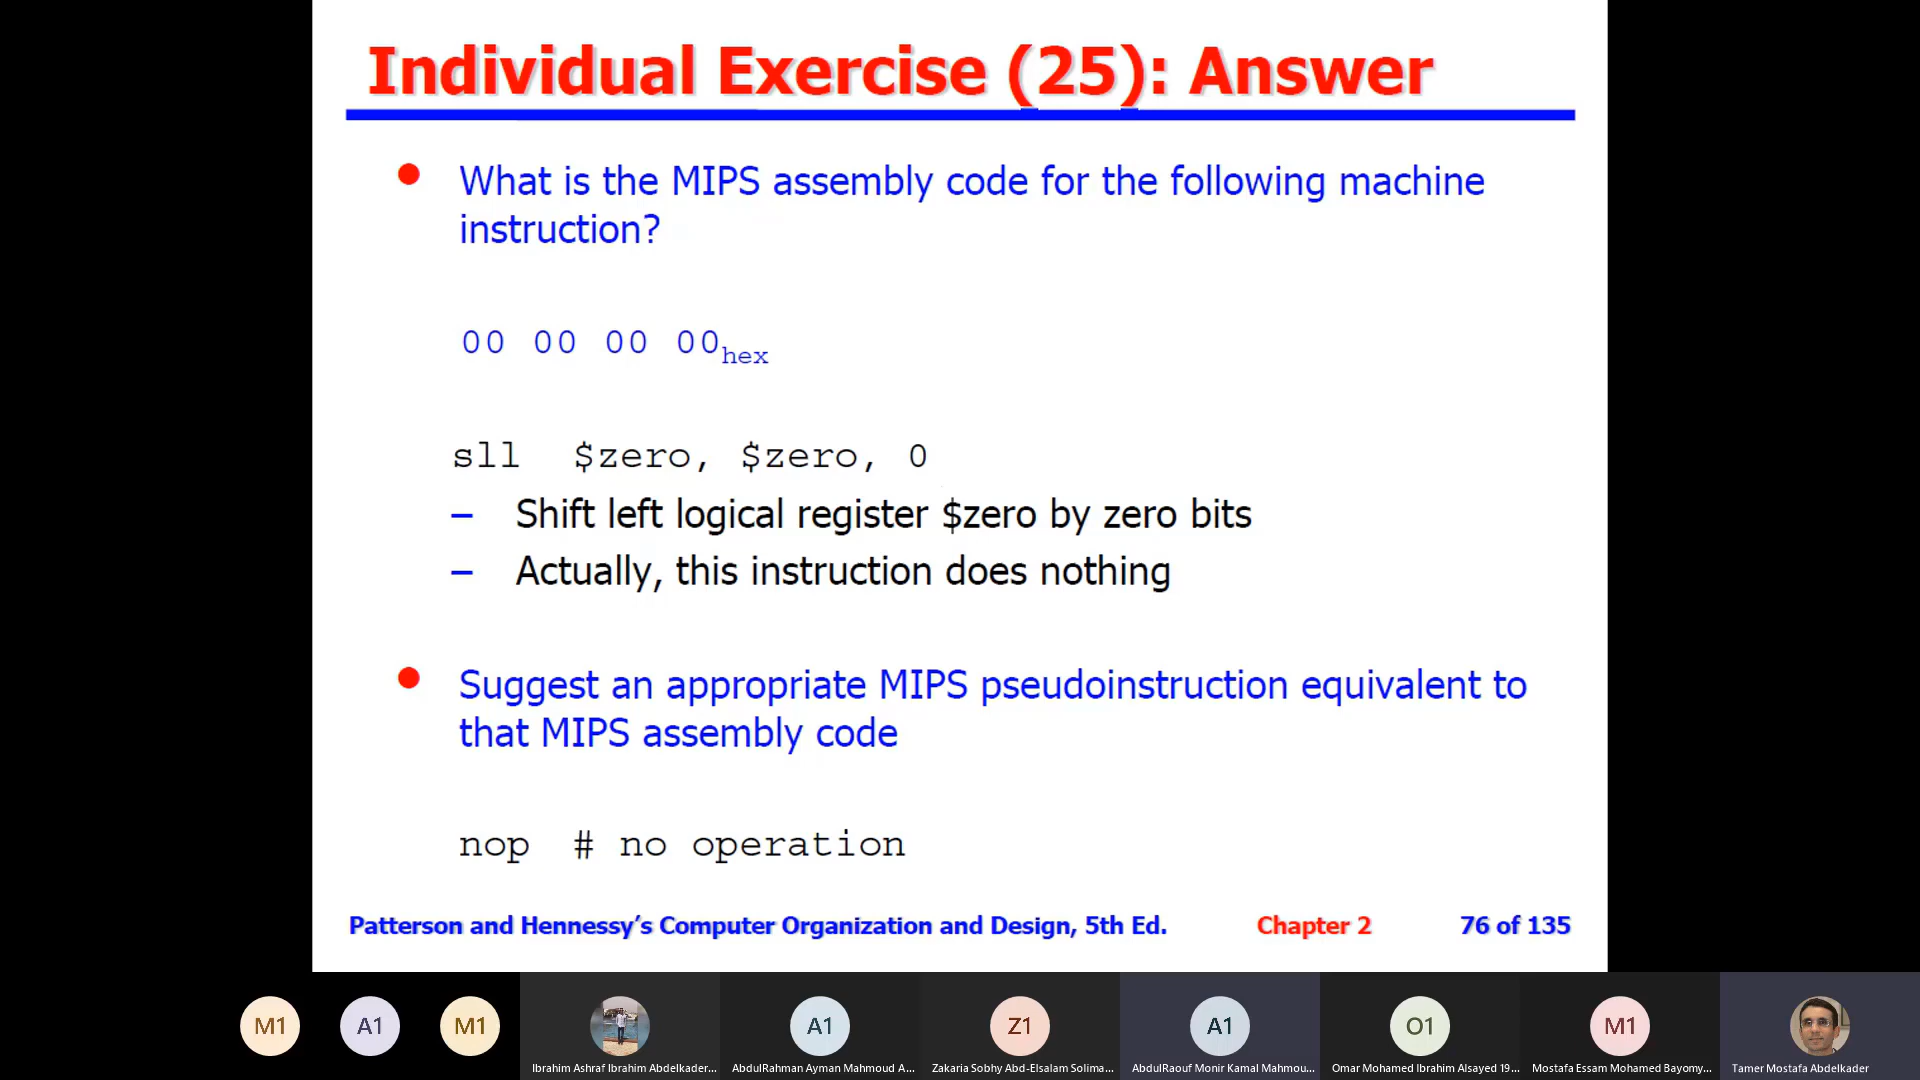 Individual Exercise (25): Answer
What is the MIPS assembly code for the following machine
instruction?
00 00 00 00hex
sll $zero, $zero, 0
– Shift left logical register $zero by zero bits
– Actually, this instruction does nothing
Suggest an appropriate MIPS pseudoinstruction equivalent to
that MIPS assembly code
nop # no operation
Patterson and Hennessy's Computer Organization and Design, 5th Ed. Chapter 2 76 of 135
M1 A1 M1 A1 Z1 A1 O1 M1
Ibrahim Ashraf Ibrahim Abdelkader... AbdulRahman Ayman Mahmoud A... Zakaria Sobhy Abd-Elsalam Solima... AbdulRaouf Monir Kamal Mahmou... Omar Mohamed Ibrahim Alsayed 19... Mostafa Essam Mohamed Bayomy... Tamer Mostafa Abdelkader